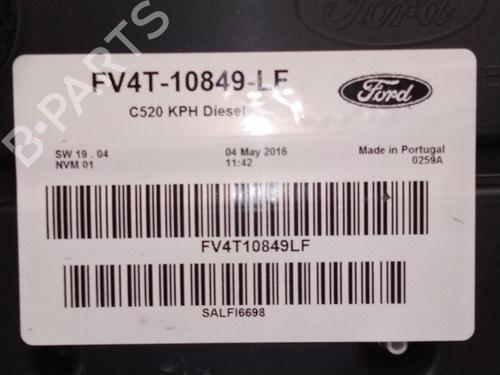 FV4T-10849-LF
Ford
C520 KPH Diesel
SW 19 . 04
NVM 01
04 May 2016
11:42
Made in Portugal
0259A
FV4T10849LF
SALFI6698
B-PARTS